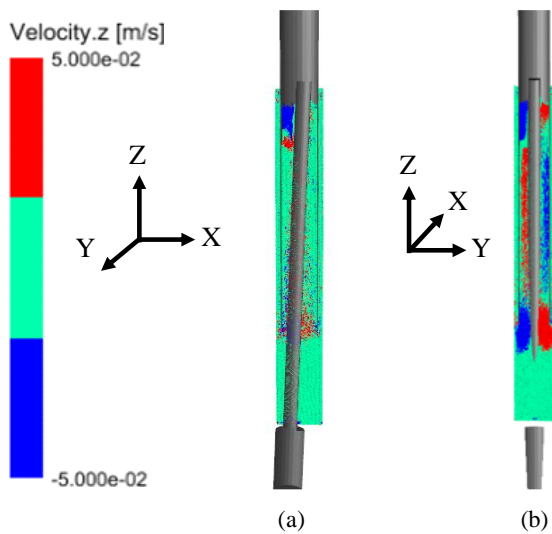 Velocity.z [m/s]
5.000e-02
Z
Y
X
Z
X
Y
-5.000e-02
(a)
(b)